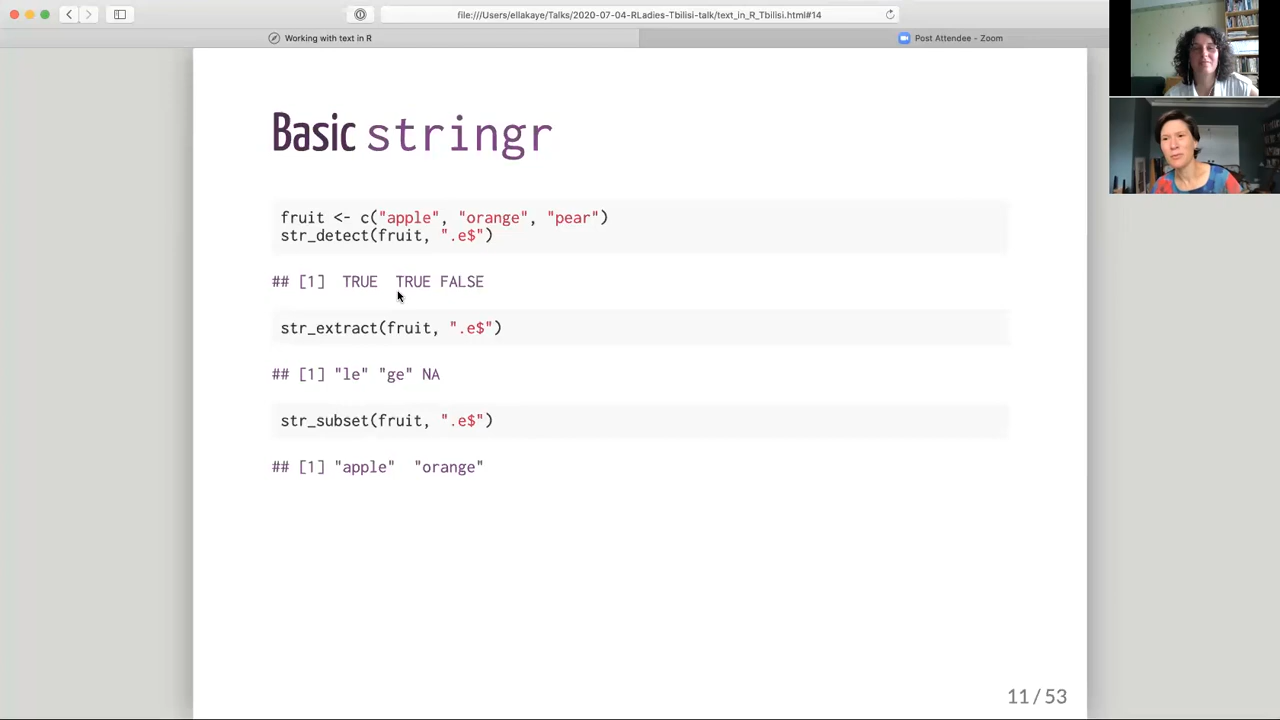 file:///Users/ellakaye/Talks/2020-07-04-RLadies-Tbilisi-talk/text_in_R_Tbilisi.html#14
Working with text in R
Post Attendee - Zoom
Basic stringr
fruit <- c("apple", "orange", "pear")
str_detect(fruit, ".e$")
## [1]  TRUE  TRUE FALSE
str_extract(fruit, ".e$")
## [1] "le" "ge" NA
str_subset(fruit, ".e$")
## [1] "apple"  "orange"
11 / 53